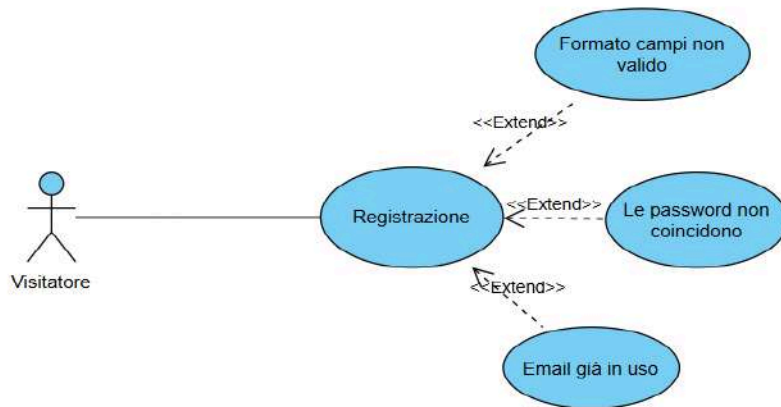 Formato campi non
valido
<<Extend>>
Registrazione
<<Extend>>
Le password non
coincidono
Visitatore
<<Extend>>
Email già in uso